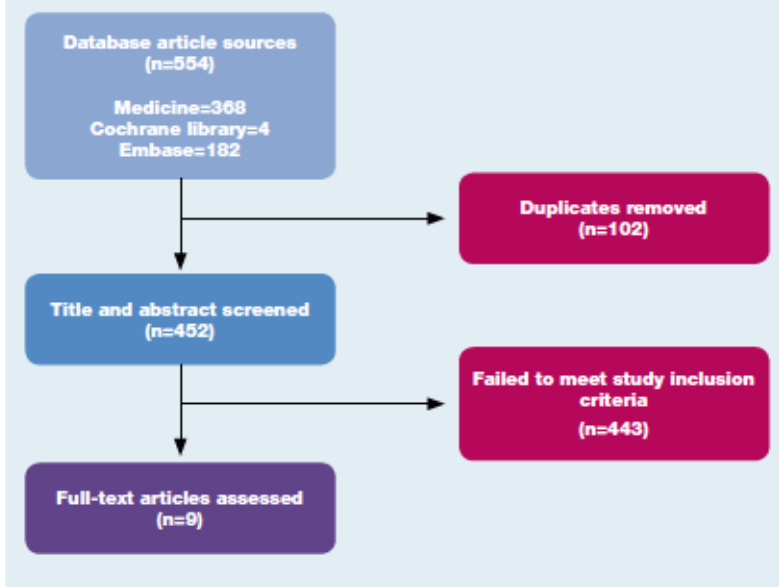 Database article sources
(n=554)
Medicine=368
Cochrane library=4
Embase=182
Duplicates removed
(n=102)
Title and abstract screened
(n=452)
Failed to meet study inclusion
criteria
(n=443)
Full-text articles assessed
(n=9)